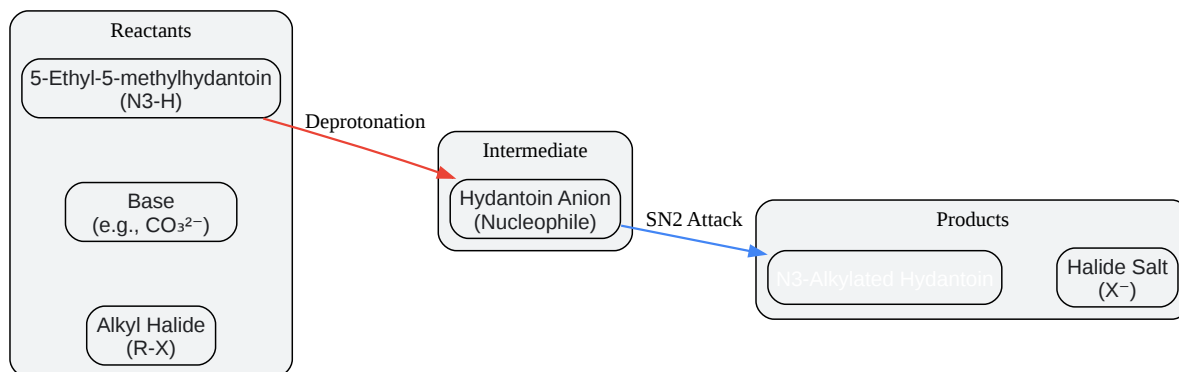 Reactants
5-Ethyl-5-methylhydantoin
(N3-H)
Deprotonation
Base
(e.g., CO₃²⁻)
Alkyl Halide
(R-X)
Intermediate
Hydantoin Anion
(Nucleophile)
SN2 Attack
Products
N3-Alkylated Hydantoin
Halide Salt
(X⁻)